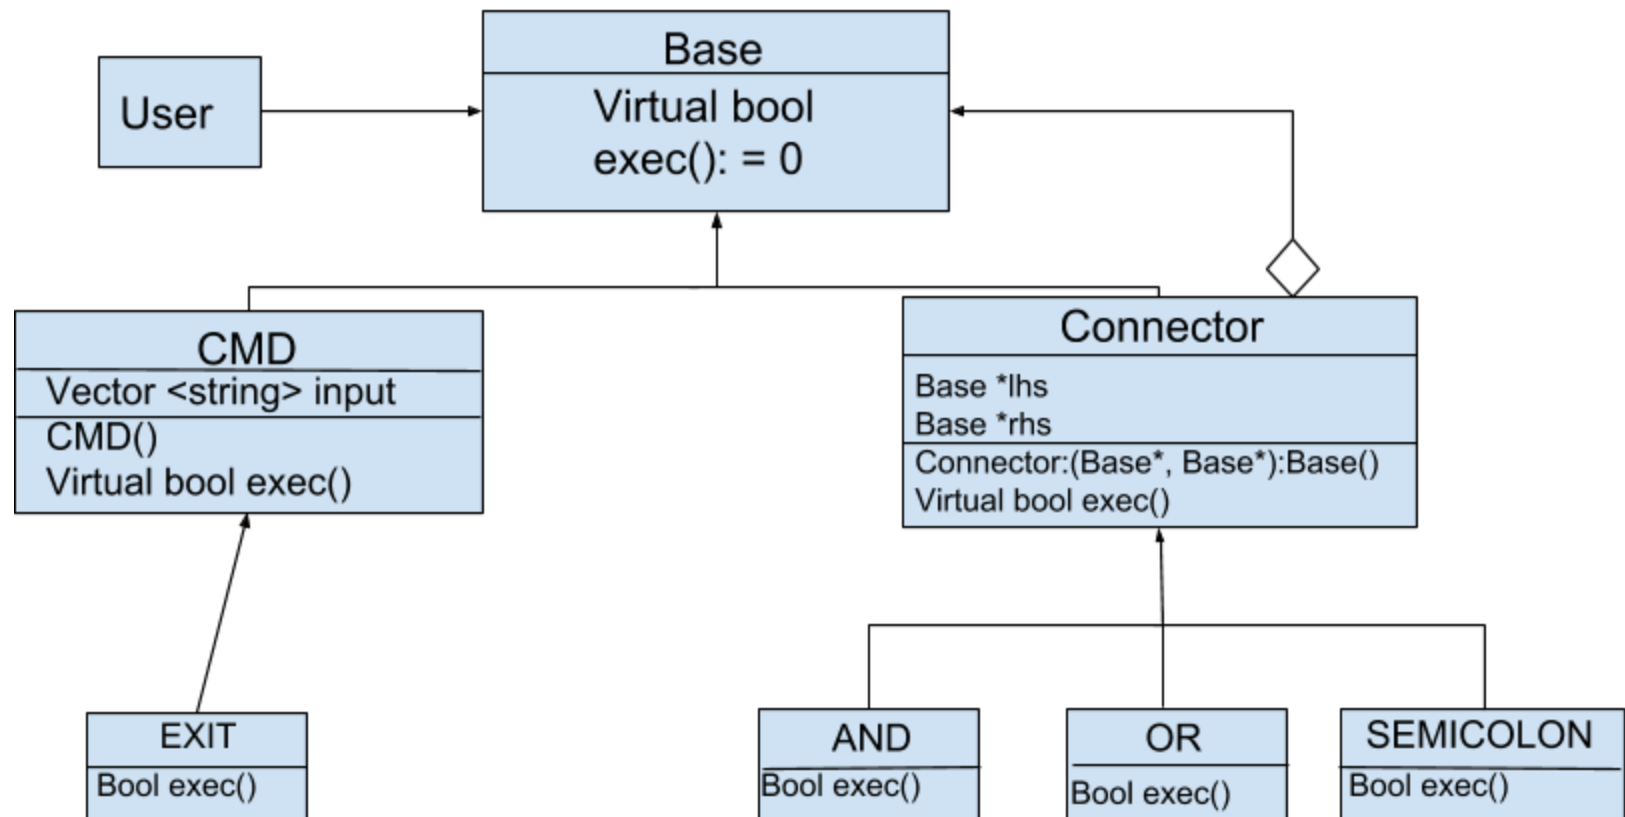 User
Base
Virtual bool
exec(): = 0
CMD
Vector <string> input
CMD()
Virtual bool exec()
Connector
Base *lhs
Base *rhs
Connector:(Base*, Base*):Base()
Virtual bool exec()
EXIT
Bool exec()
AND
Bool exec()
OR
Bool exec()
SEMICOLON
Bool exec()